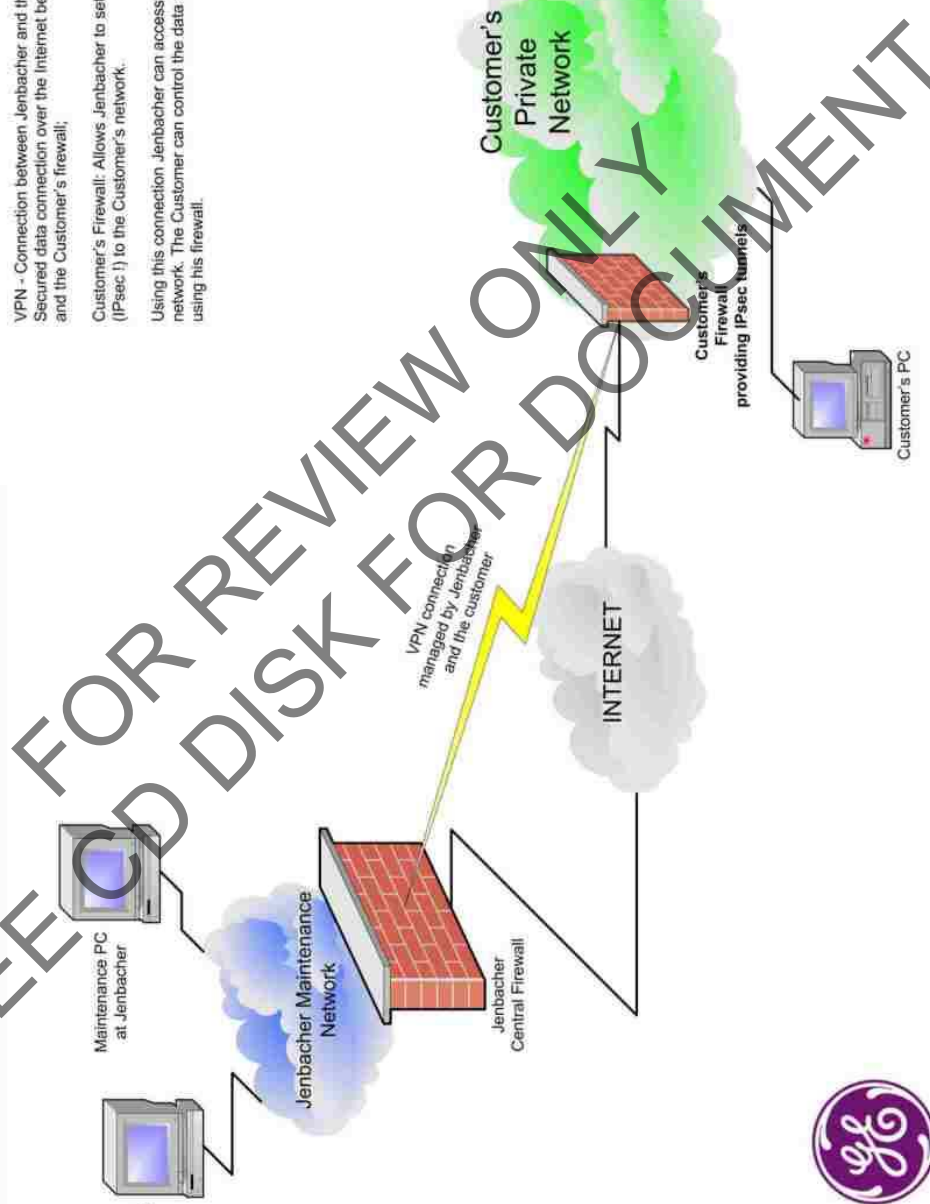 VPN - Connection between Jenbacher and th
Secured data connection over the Internet be
and the Customer's firewall;
Customer's Firewall: Allows Jenbacher to set
(IPsec !) to the Customer's network.
Using this connection Jenbacher can access
network. The Customer can control the data
using his firewall.
Customer's
Private
Network
Customer's
Firewall
providing IPsec tunnels
Customer's PC
VPN connection
managed by Jenbacher
and the customer
INTERNET
Maintenance PC
at Jenbacher
Jenbacher Maintenance
Network
Jenbacher
Central Firewall
GE
FOR REVIEW ONLY
EE CD DISK FOR DOCUMENT